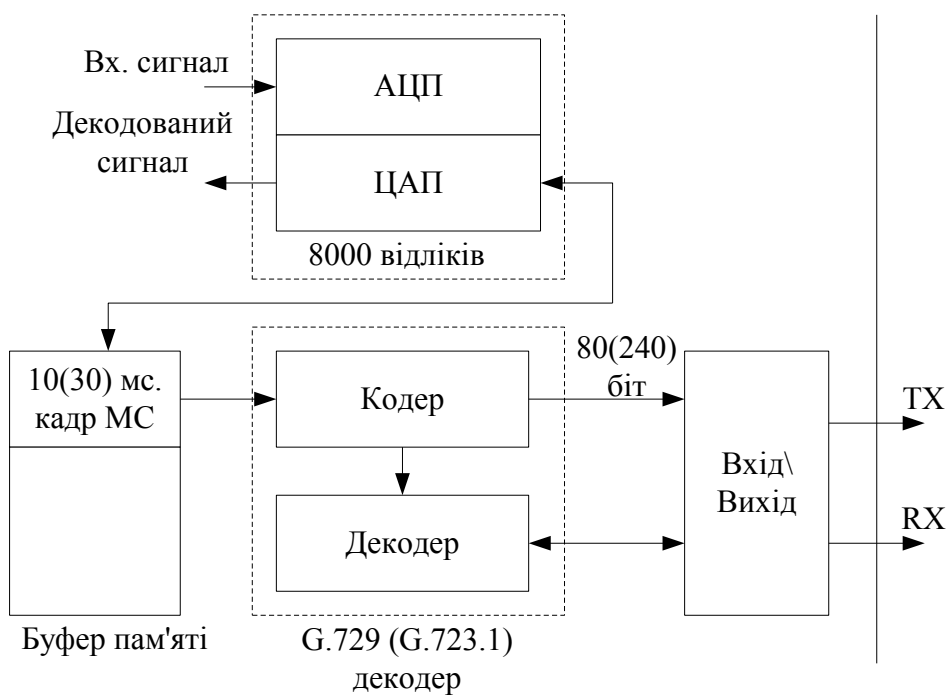 Вх. сигнал
Декодований
сигнал
АЦП
ЦАП
8000 відліків
10(30) мс.
кадр МС
Буфер пам'яті
Кодер
Декодер
G.729 (G.723.1)
декодер
80(240)
біт
Вхід\
Вихід
TX
RX